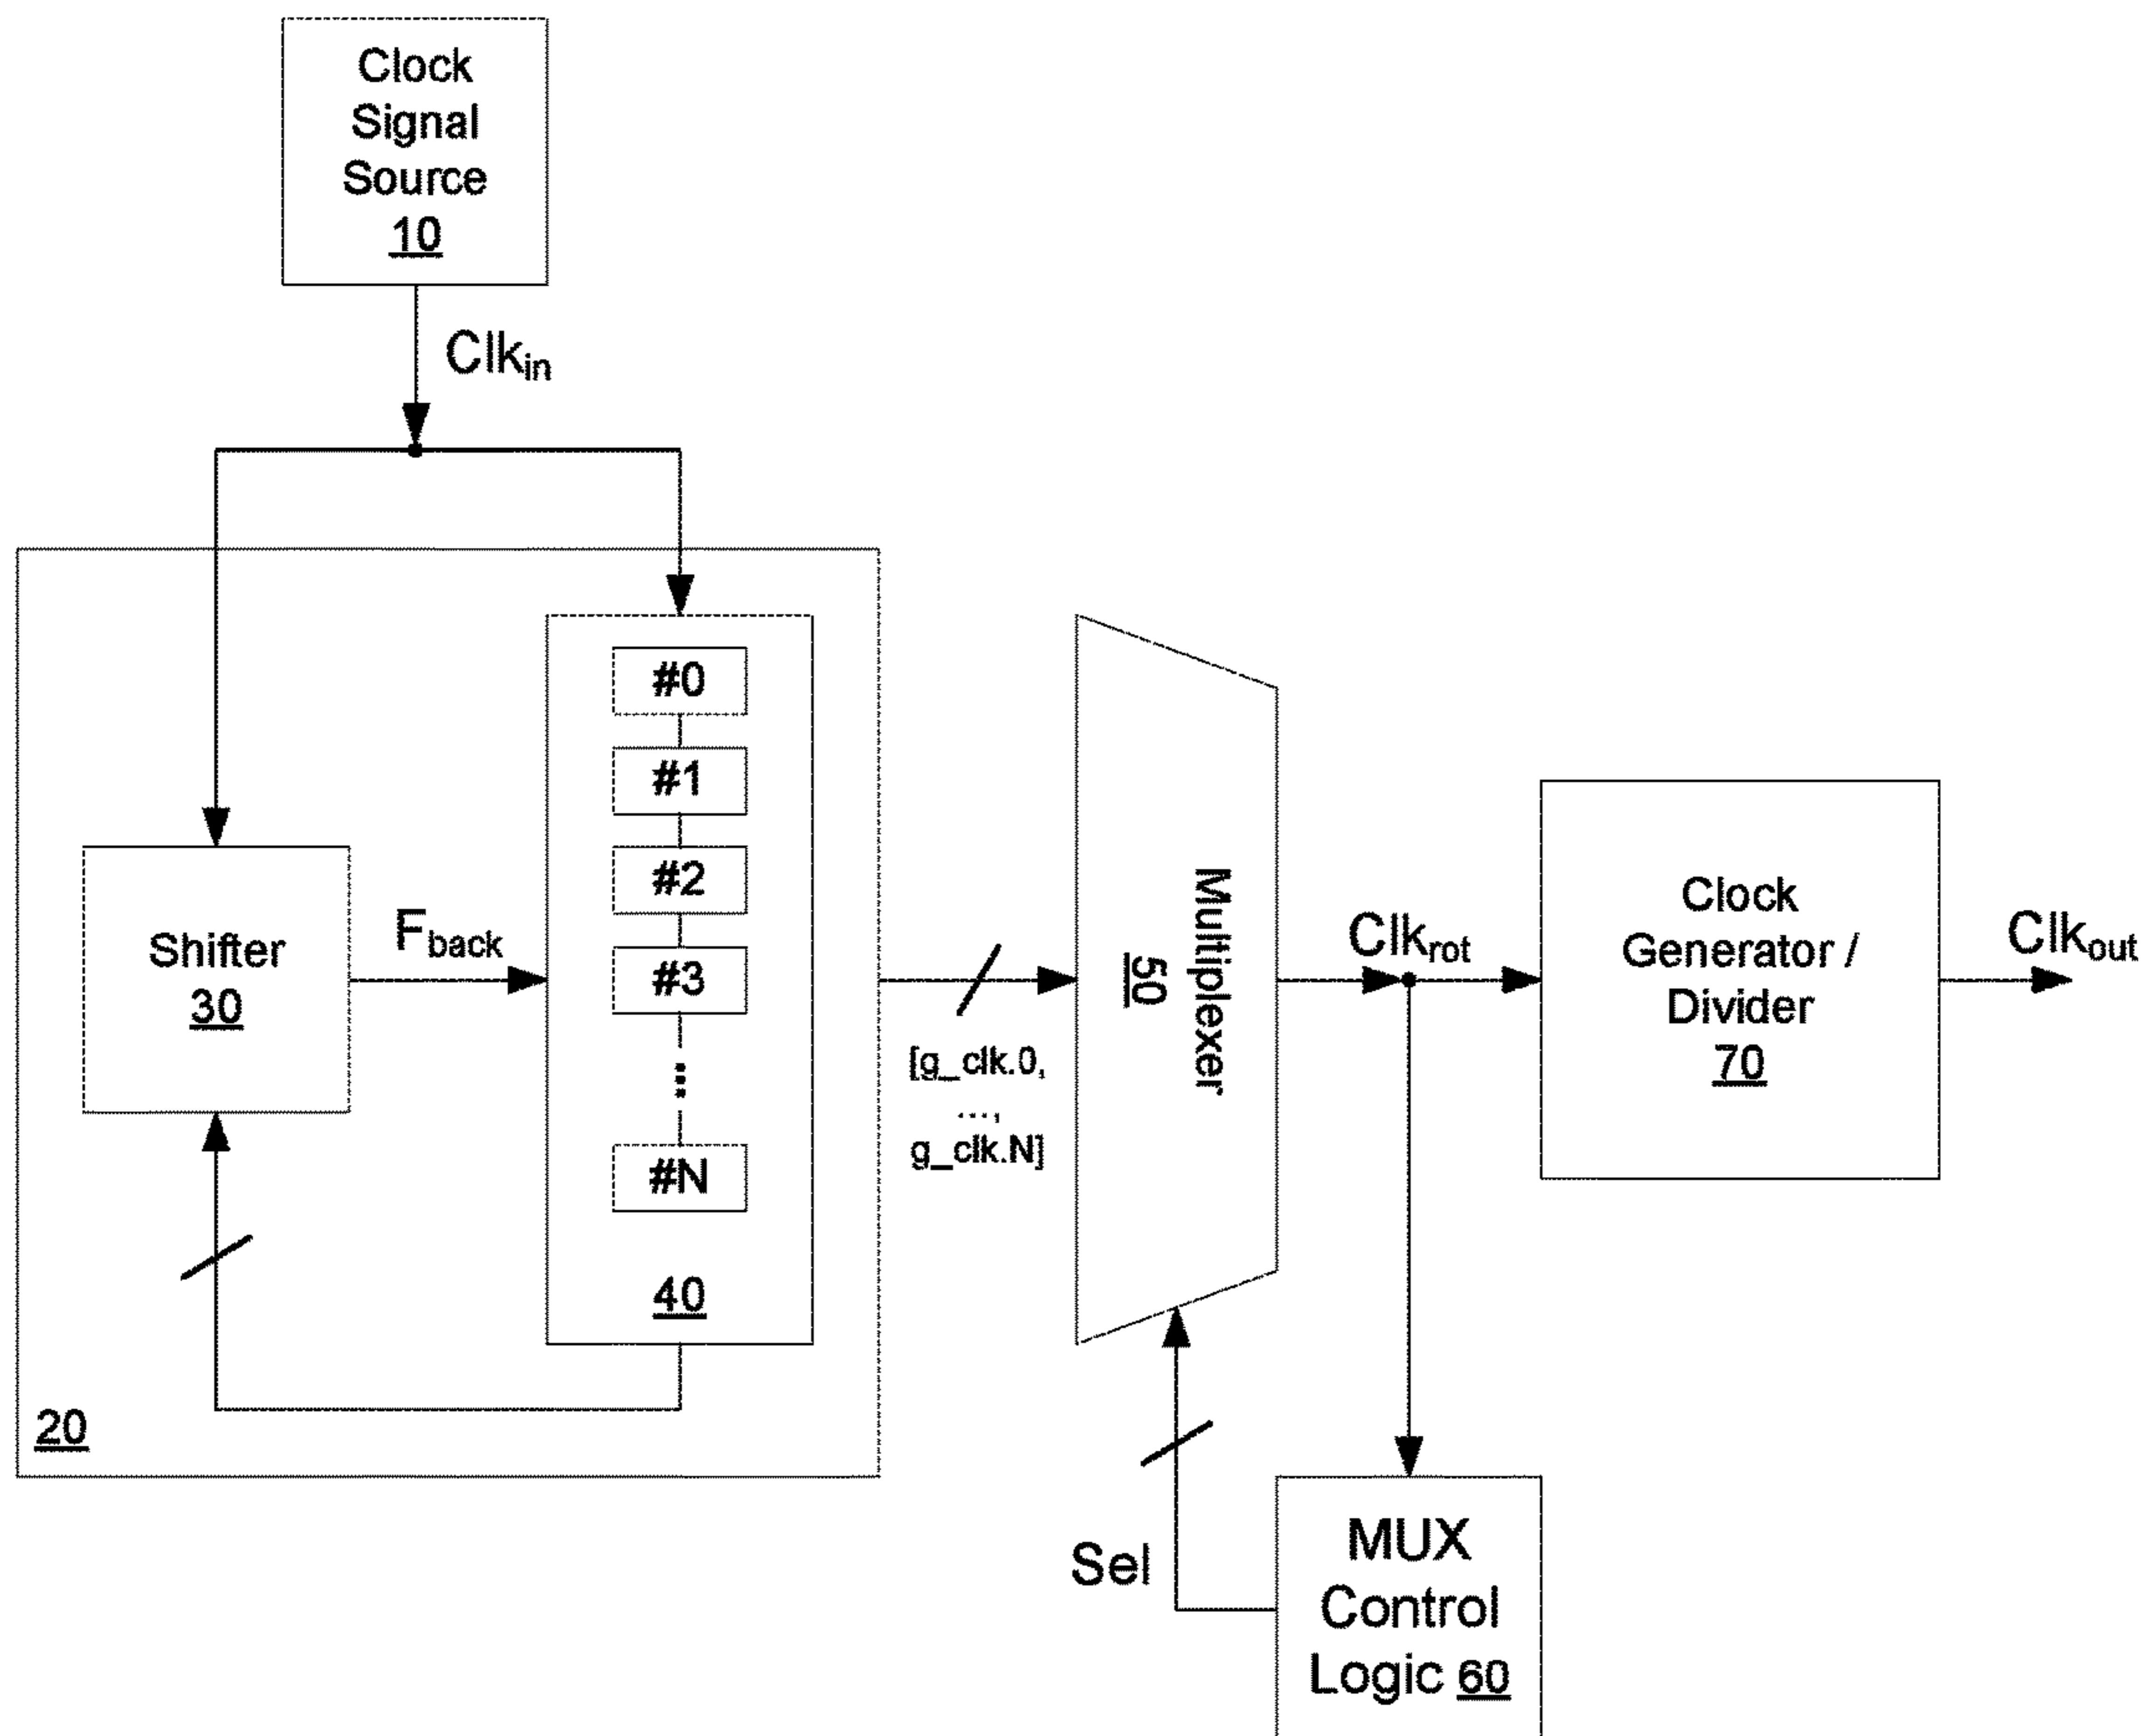 Clock
Signal
Source
10
Clkin
#0
#1
#2
#3
...
#N
40
Shifter
30
Fback
20
[g_clk.0,
...,
g_clk.N]
Multiplexer
50
Clkrot
Clock
Generator /
Divider
70
Clkout
Sel
MUX
Control
Logic 60